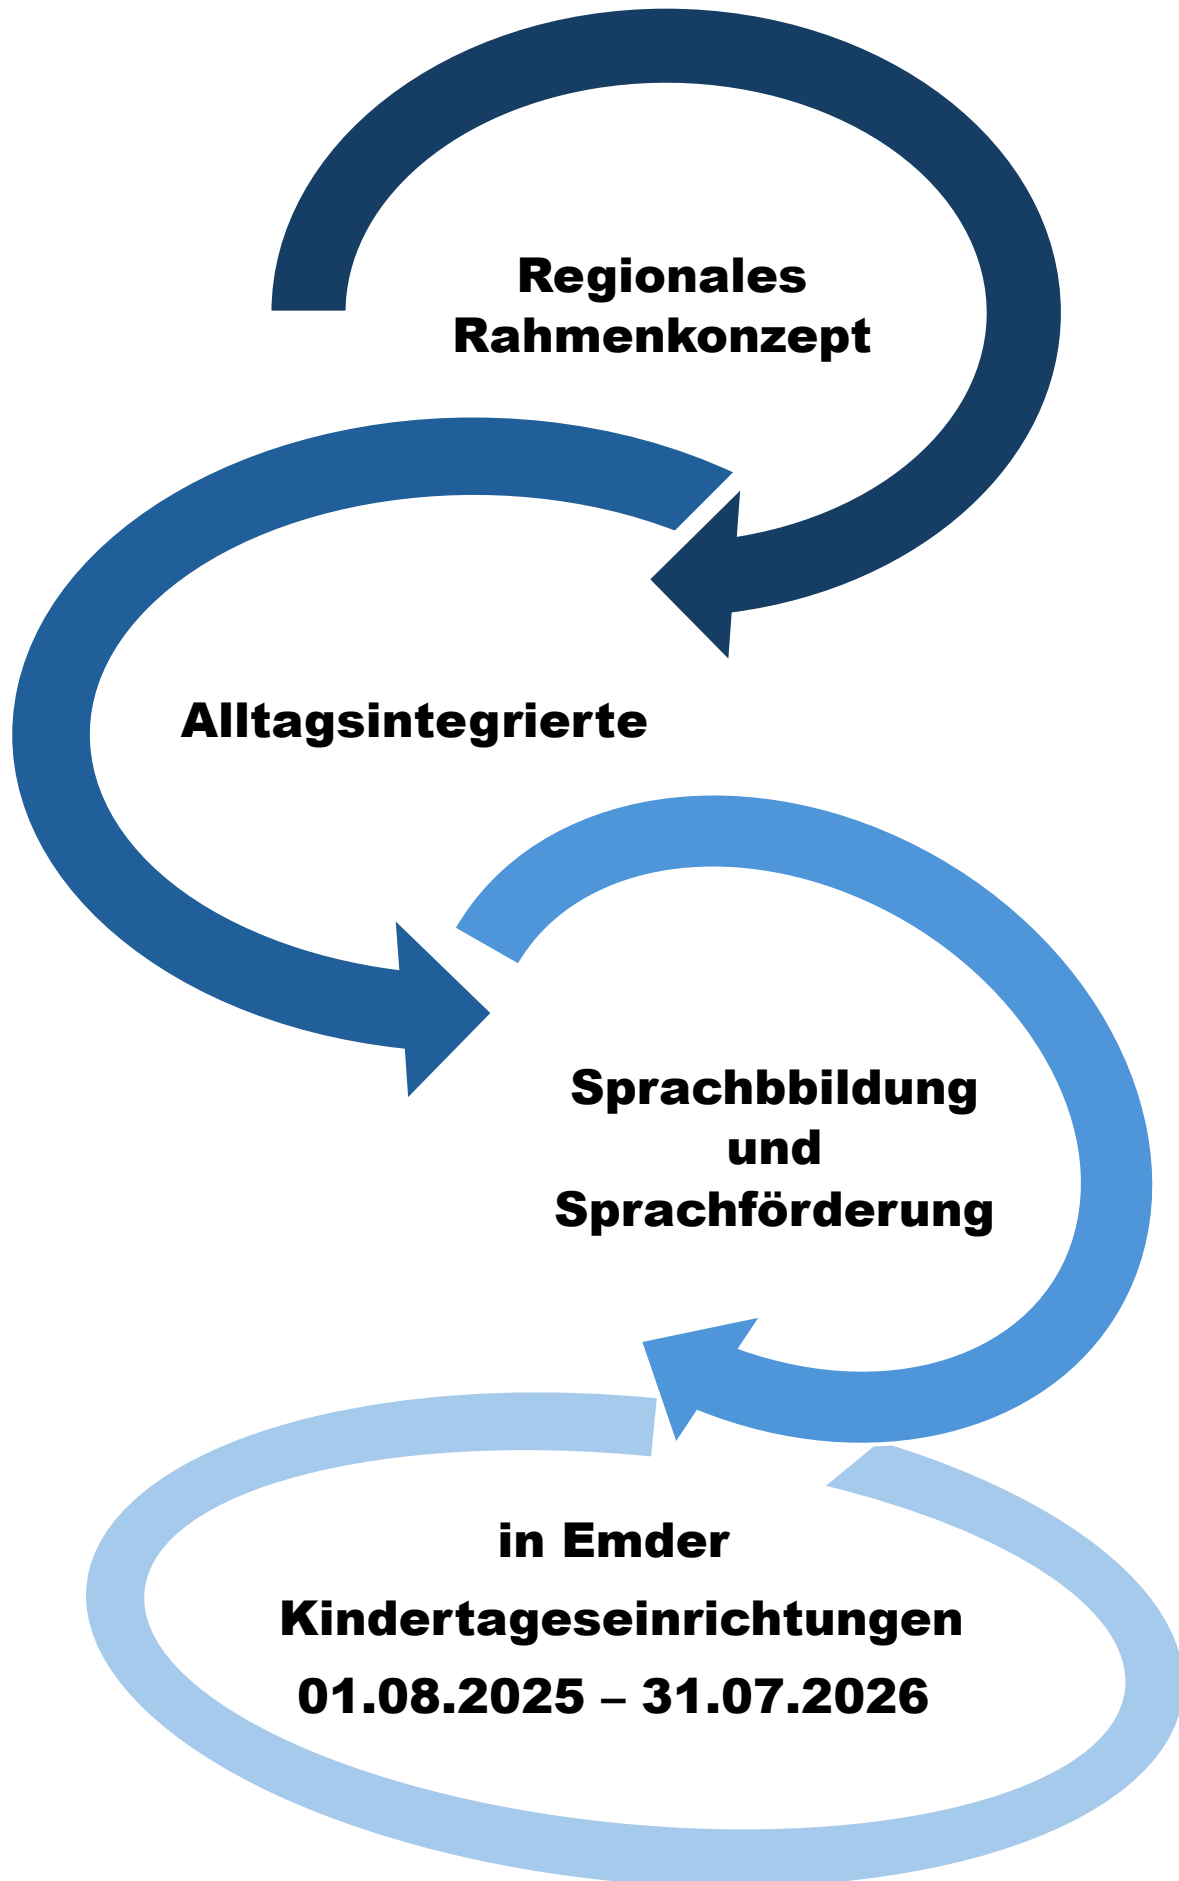 Regionales
Rahmenkonzept
Alltagsintegrierte
Sprachbbildung
und
Sprachförderung
in Emder
Kindertageseinrichtungen
01.08.2025 – 31.07.2026